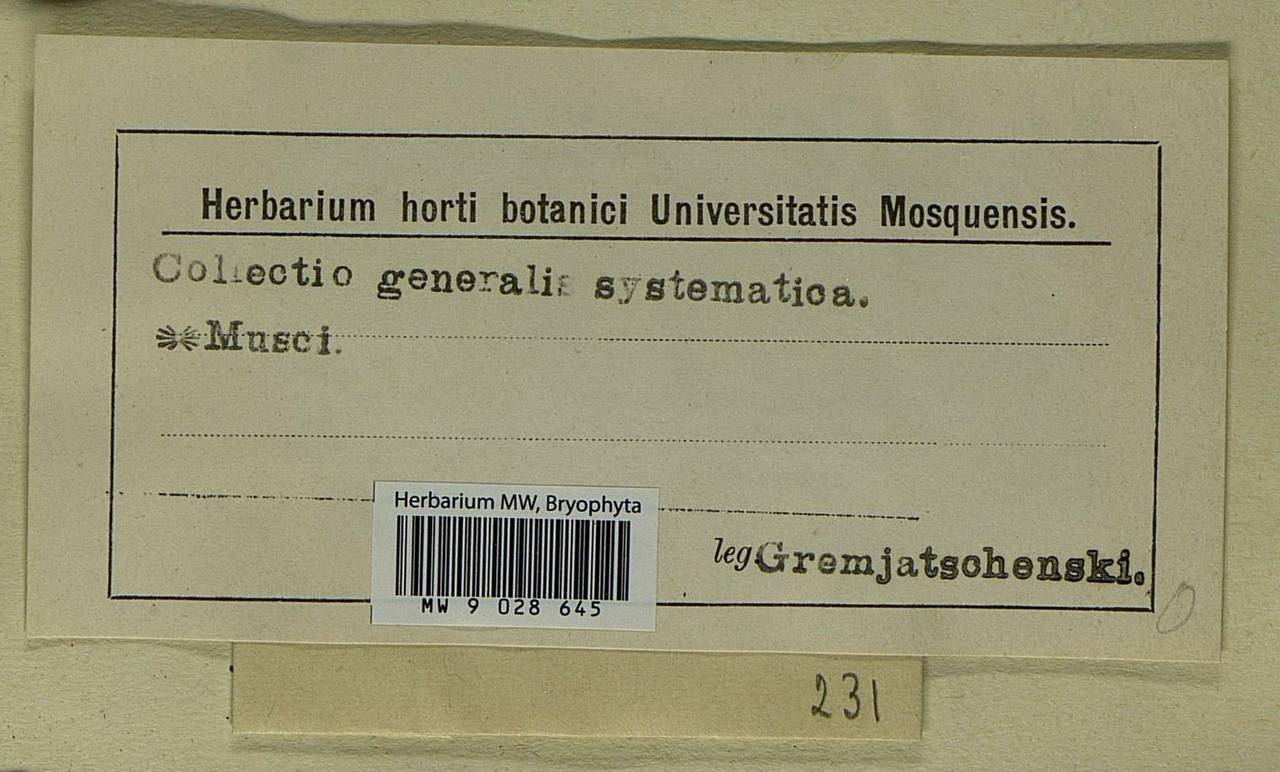 Herbarium horti botanici Universitatis Mosquensis.
Collectio generalis systematica.
Musci.
Herbarium MW, Bryophyta
MW 9 028 645
leg Gremjatschenski.
0
231